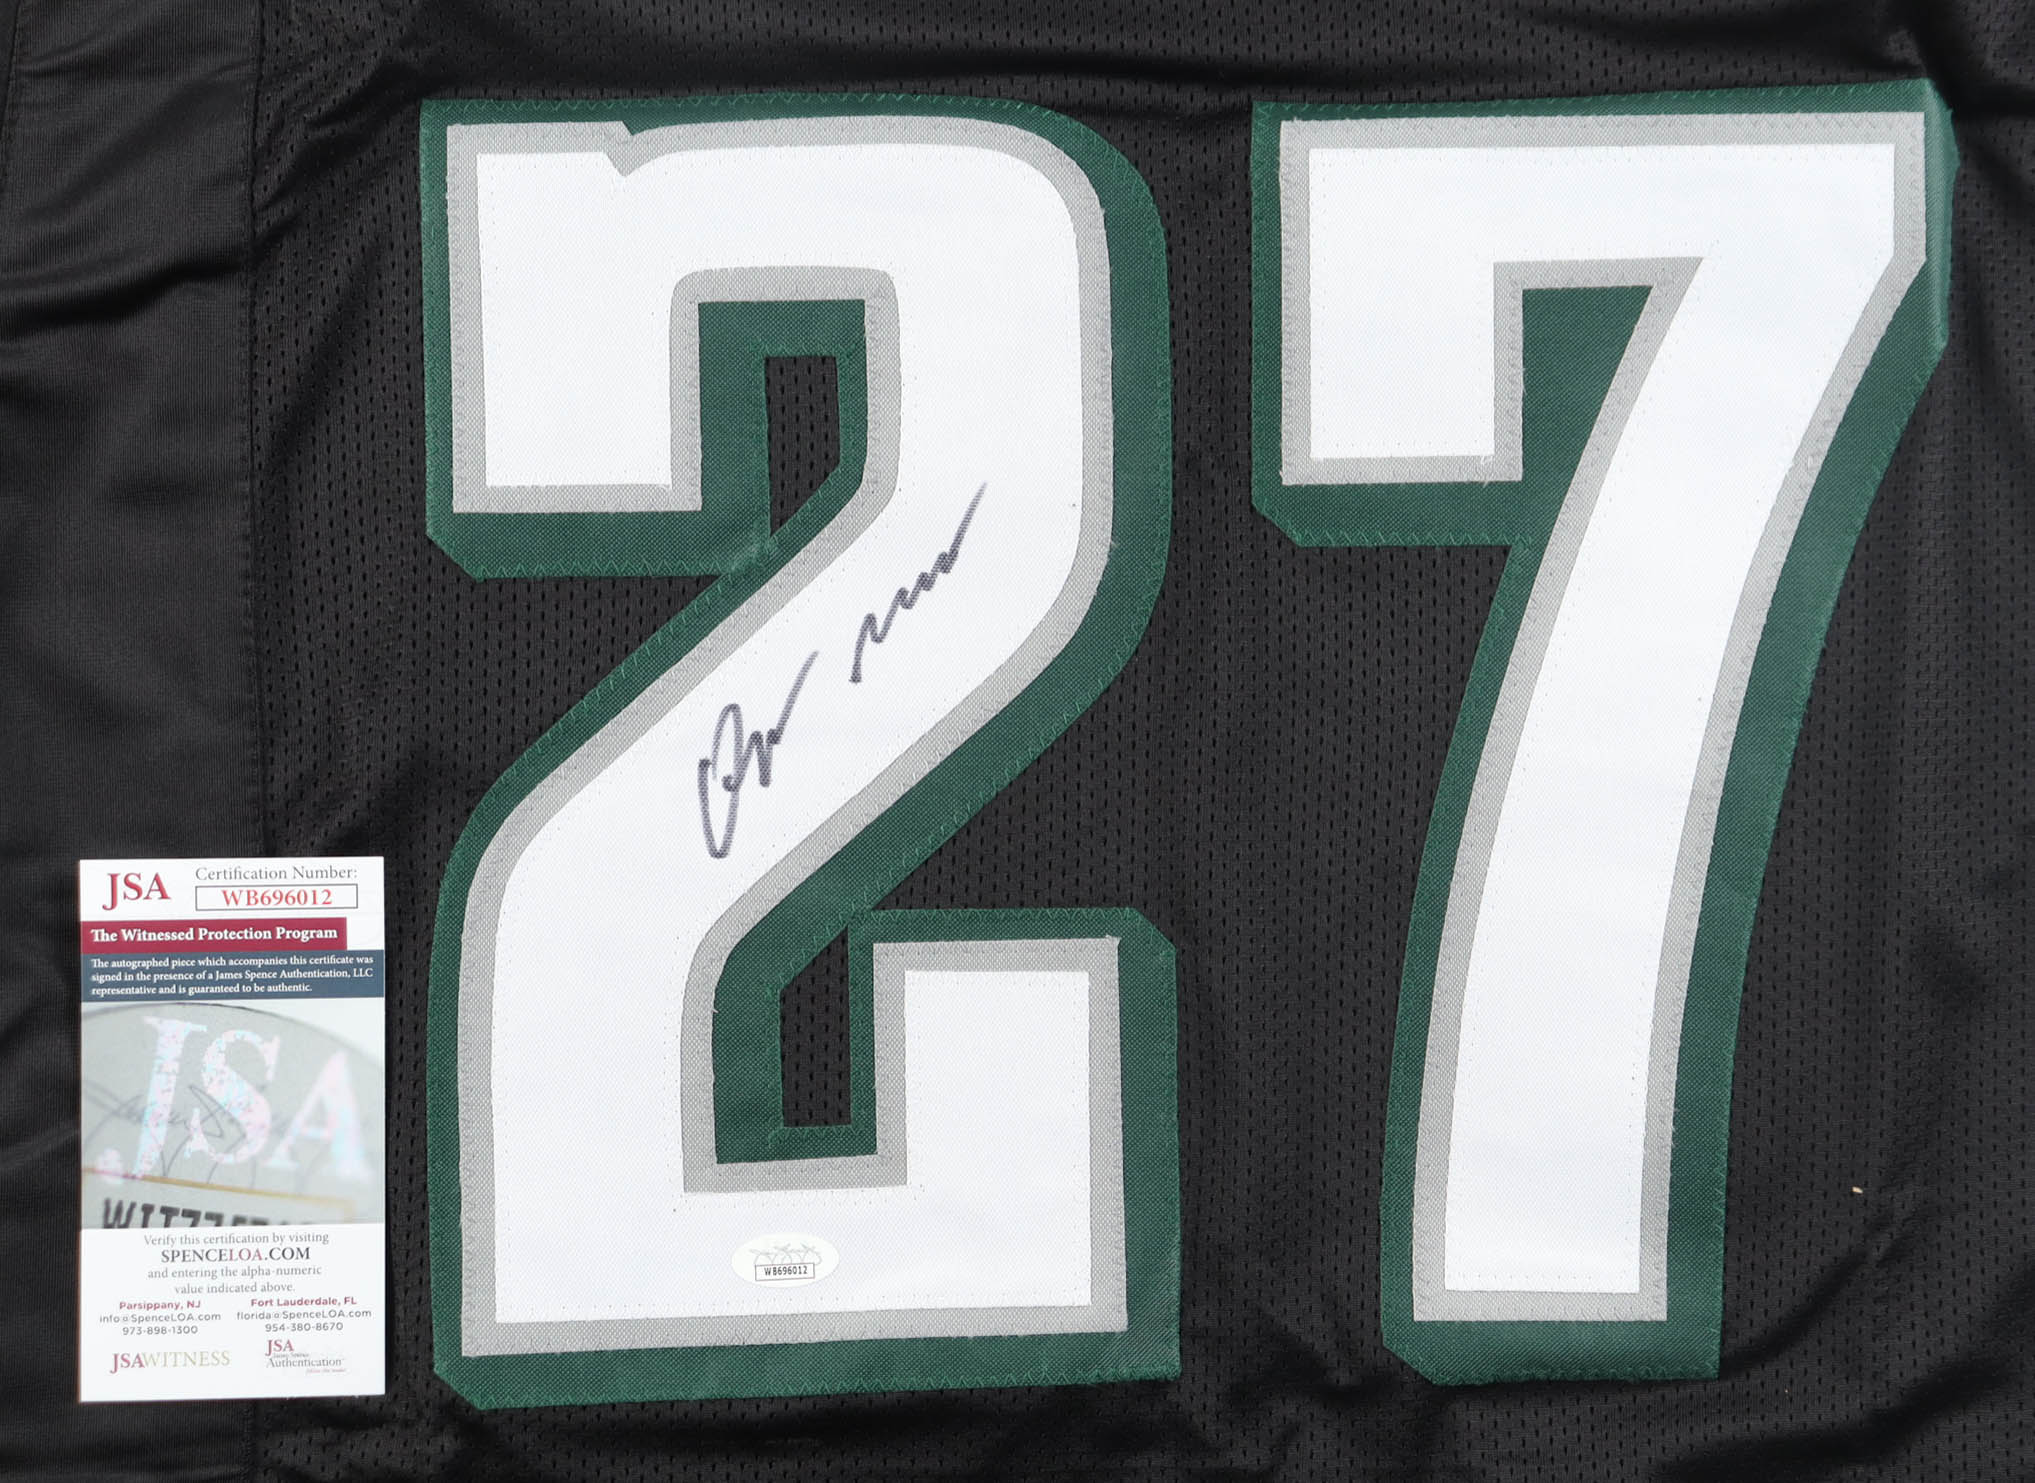 27
JSA
Certification Number:
WB696012
The Witnessed Protection Program
The autographed piece which accompanies this certificate was
signed in the presence of a James Spence Authentication, LLC
representative and is guaranteed to be authentic.
JSA
Verify this certification by visiting
SPENCELOA.COM
and entering the alpha-numeric
value indicated above.
Parsippany, NJ
info@SpenceLOA.com
973-898-1300
Fort Lauderdale, FL
florida@SpenceLOA.com
954-380-8670
JSAWITNESS
JSA
James Spence
Authentication
WB696012